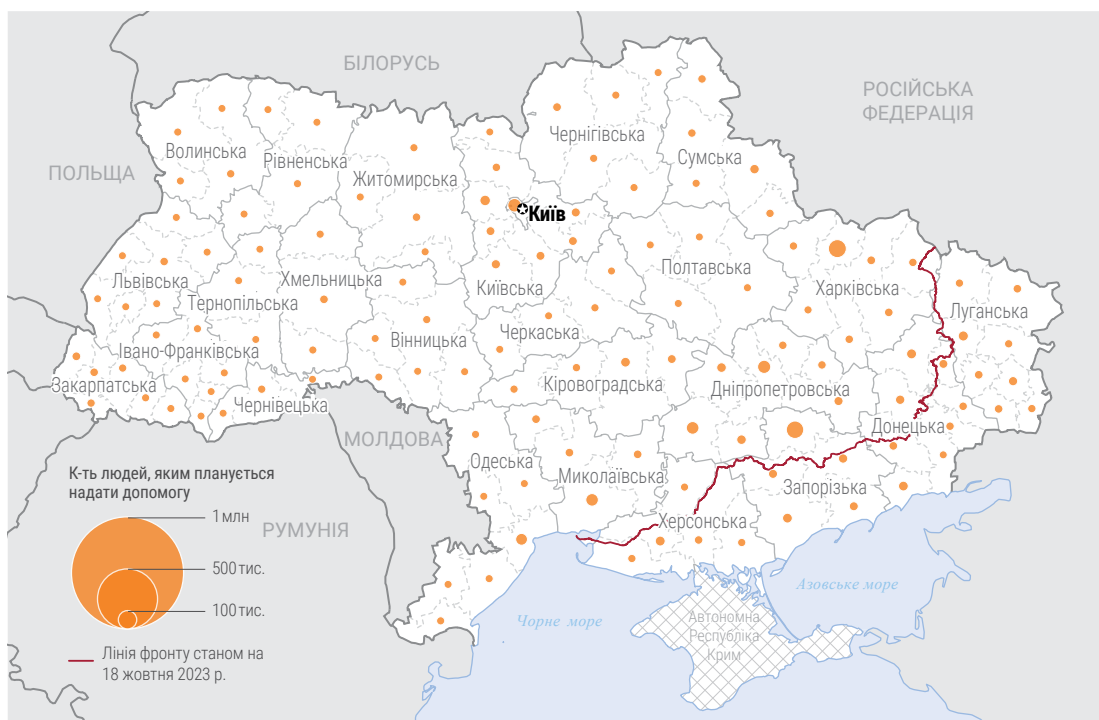 БІЛОРУСЬ
РОСІЙСЬКА
ФЕДЕРАЦІЯ
ПОЛЬЩА
Волинська
Рівненська
Житомирська
Чернігівська
Сумська
Київ
Львівська
Тернопільська
Хмельницька
Київська
Полтавська
Харківська
Луганська
Івано-Франківська
Закарпатська
Чернівецька
Вінницька
Черкаська
Кіровоградська
Дніпропетровська
Донецька
МОЛДОВА
Одеська
Миколаївська
Запорізька
Херсонська
РУМУНІЯ
К-ть людей, яким планується
надати допомогу
1 млн
500 тис.
100 тис.
Лінія фронту станом на
18 жовтня 2023 р.
Чорне море
Азовське море
Автономна
Республіка
Крим